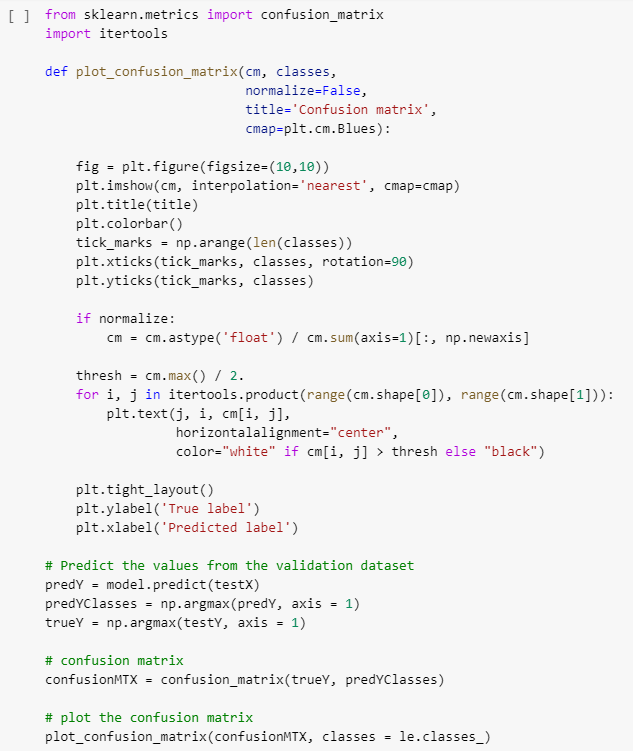 [ ] from sklearn.metrics import confusion_matrix
import itertools

def plot_confusion_matrix(cm, classes,
                          normalize=False,
                          title='Confusion matrix',
                          cmap=plt.cm.Blues):

    fig = plt.figure(figsize=(10,10))
    plt.imshow(cm, interpolation='nearest', cmap=cmap)
    plt.title(title)
    plt.colorbar()
    tick_marks = np.arange(len(classes))
    plt.xticks(tick_marks, classes, rotation=90)
    plt.yticks(tick_marks, classes)

    if normalize:
        cm = cm.astype('float') / cm.sum(axis=1)[:, np.newaxis]

    thresh = cm.max() / 2.
    for i, j in itertools.product(range(cm.shape[0]), range(cm.shape[1])):
        plt.text(j, i, cm[i, j],
                 horizontalalignment="center",
                 color="white" if cm[i, j] > thresh else "black")

    plt.tight_layout()
    plt.ylabel('True label')
    plt.xlabel('Predicted label')

# Predict the values from the validation dataset
predY = model.predict(testX)
predYClasses = np.argmax(predY, axis = 1)
trueY = np.argmax(testY, axis = 1)

# confusion matrix
confusionMTX = confusion_matrix(trueY, predYClasses)

# plot the confusion matrix
plot_confusion_matrix(confusionMTX, classes = le.classes_)